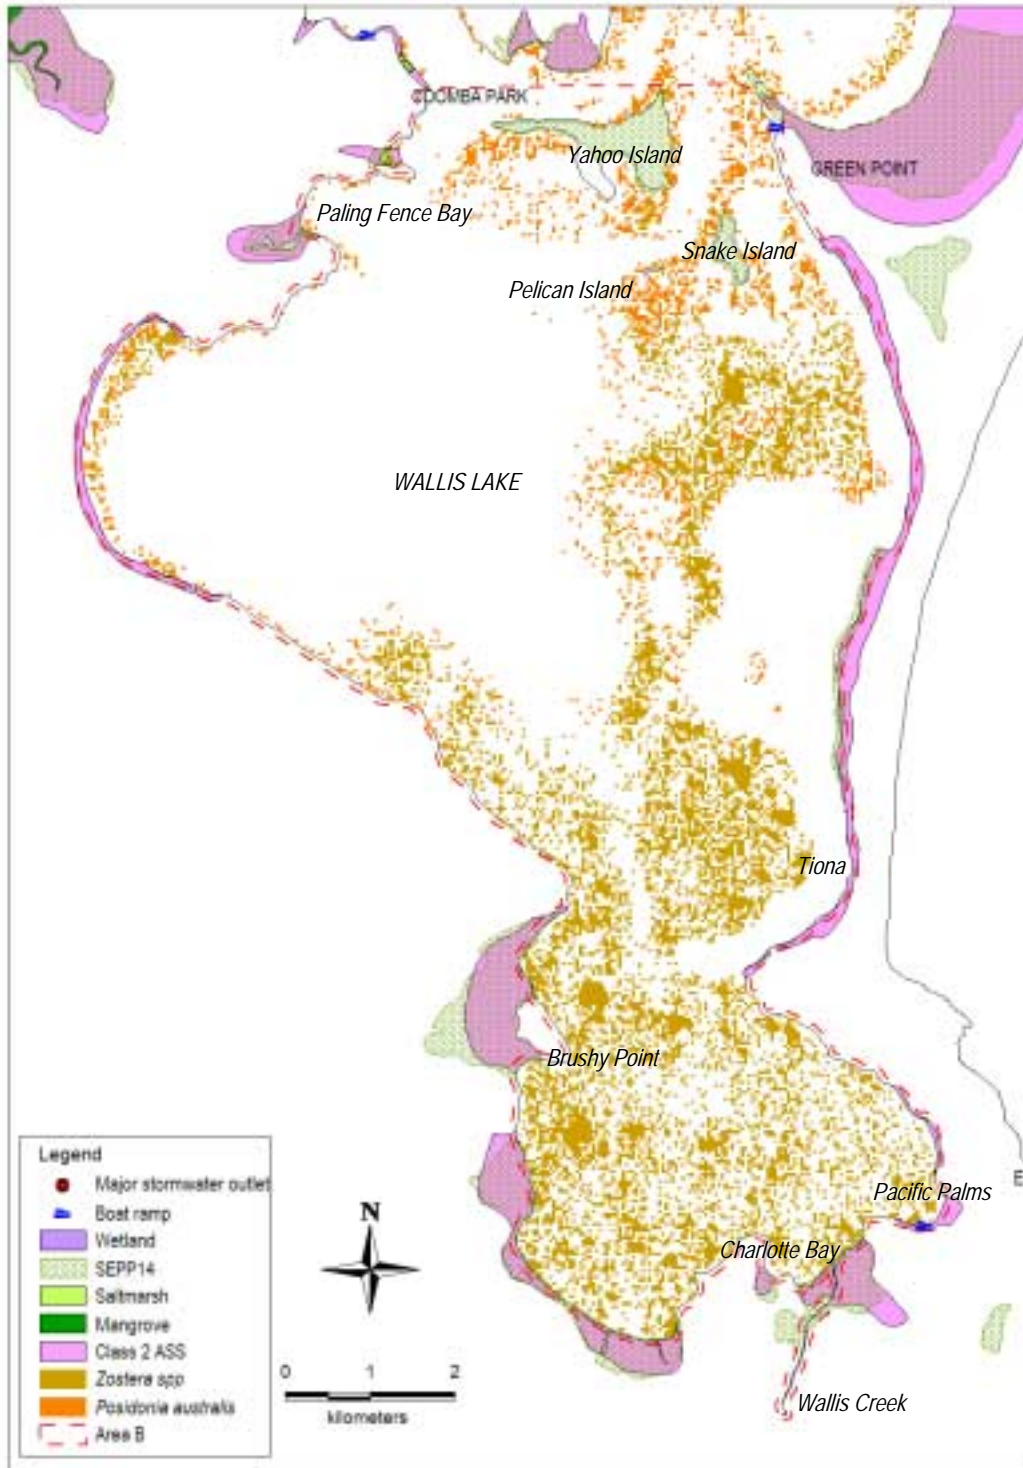 COOMBA PARK
Yahoo Island
GREEN POINT
Paling Fence Bay
Snake Island
Pelican Island
WALLIS LAKE
Tiona
Brushy Point
E
Pacific Palms
Charlotte Bay
Wallis Creek
Legend
Major stormwater outlet
Boat ramp
Wetland
SEPP14
Saltmarsh
Mangrove
Class 2 ASS
Zostera spp
Posidonia australis
Area B
N
0 1 2
kilometers